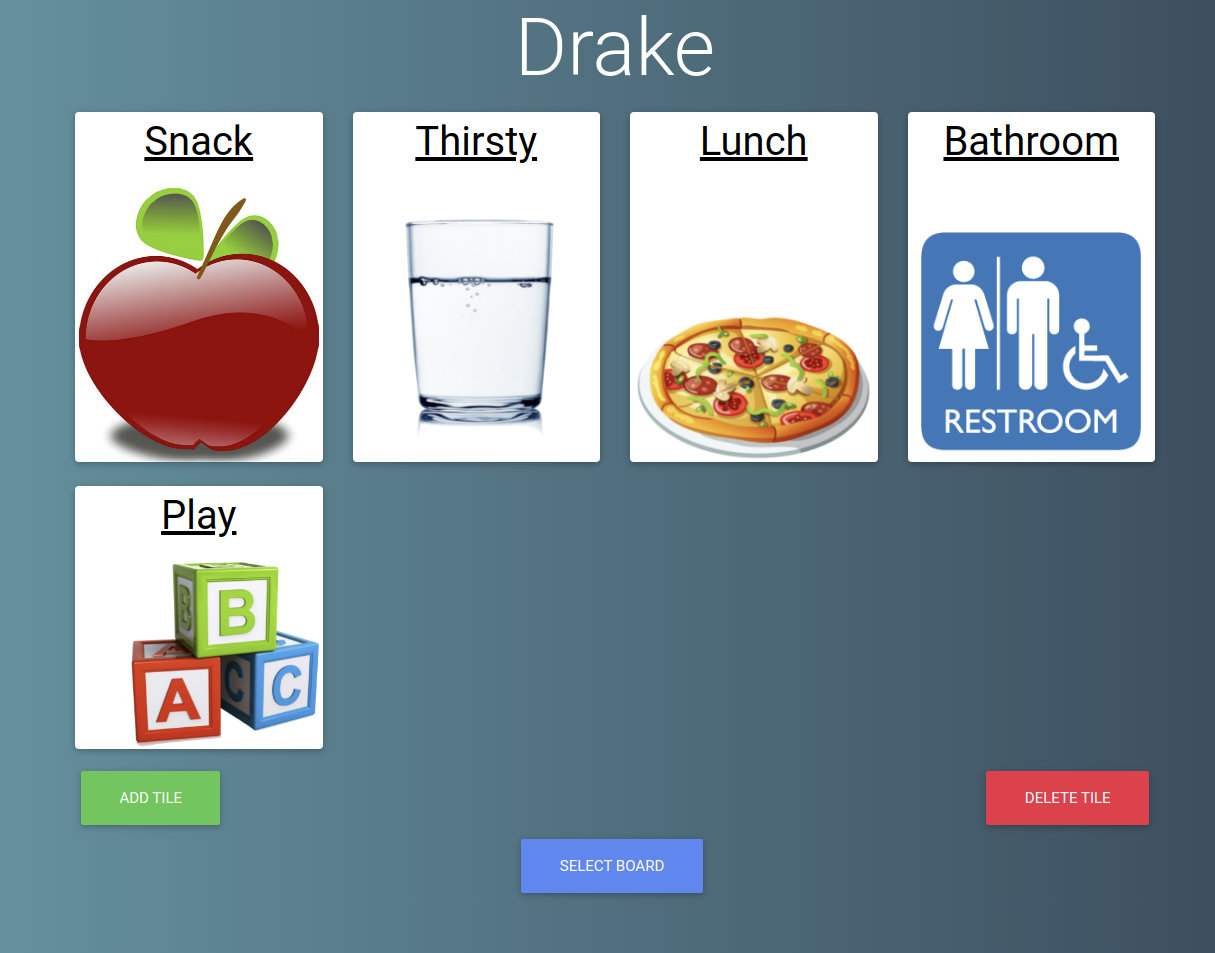 Drake
Snack
Thirsty
Lunch
Bathroom
RESTROOM
Play
B
B
A
A
C
C
ADD TILE
DELETE TILE
SELECT BOARD